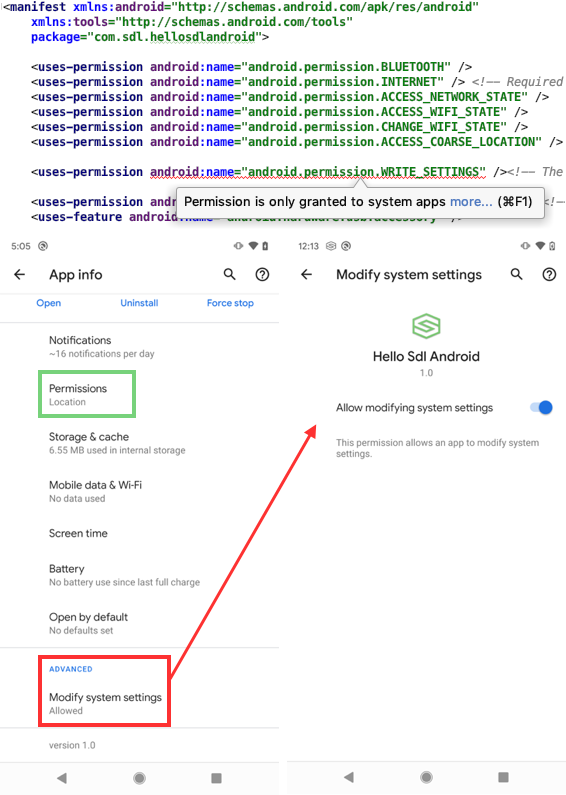 <manifest xmlns:android="http://schemas.android.com/apk/res/android"
xmlns:tools="http://schemas.android.com/tools"
package="com.sdl.hellosdlandroid">
<uses-permission android:name="android.permission.BLUETOOTH" />
<uses-permission android:name="android.permission.INTERNET" /> <!-- Required
<uses-permission android:name="android.permission.ACCESS_NETWORK_STATE" />
<uses-permission android:name="android.permission.ACCESS_WIFI_STATE" />
<uses-permission android:name="android.permission.CHANGE_WIFI_STATE" />
<uses-permission android:name="android.permission.ACCESS_COARSE_LOCATION" />
<uses-permission android:name="android.permission.WRITE_SETTINGS" /><!-- The
Permission is only granted to system apps more... (⌘F1)
<uses-permission a
<uses-feature android:
5:05
App info
Open Uninstall Force stop
Notifications
~16 notifications per day
Permissions
Location
Storage & cache
6.55 MB used in internal storage
Mobile data & Wi-Fi
No data used
Screen time
Battery
No battery use since last full charge
Open by default
No defaults set
ADVANCED
Modify system settings
Allowed
version 1.0
12:13
Modify system settings
Hello Sdl Android
1.0
Allow modifying system settings
This permission allows an app to modify system
settings.